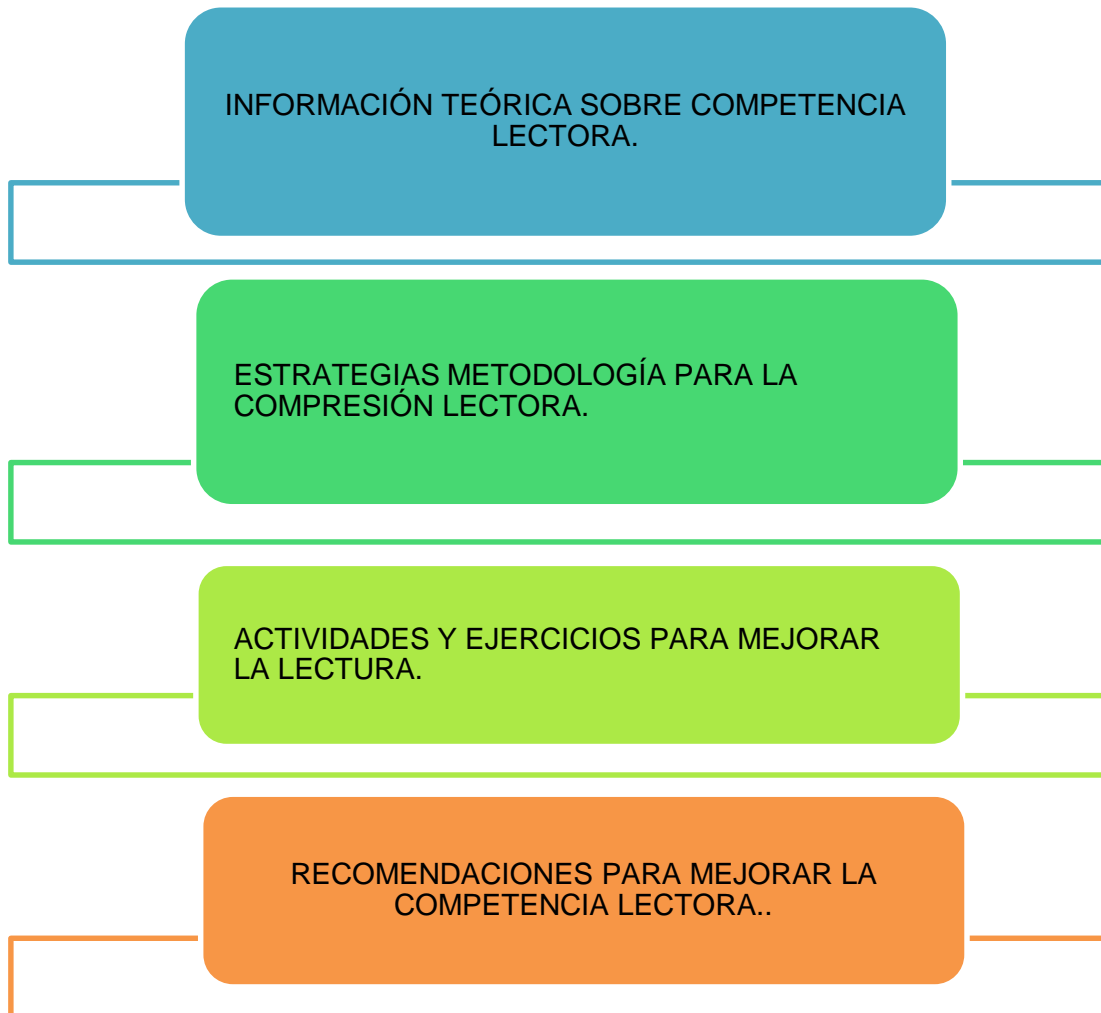 INFORMACIÓN TEÓRICA SOBRE COMPETENCIA
LECTORA.
ESTRATEGIAS METODOLOGÍA PARA LA
COMPRESIÓN LECTORA.
ACTIVIDADES Y EJERCICIOS PARA MEJORAR
LA LECTURA.
RECOMENDACIONES PARA MEJORAR LA
COMPETENCIA LECTORA..